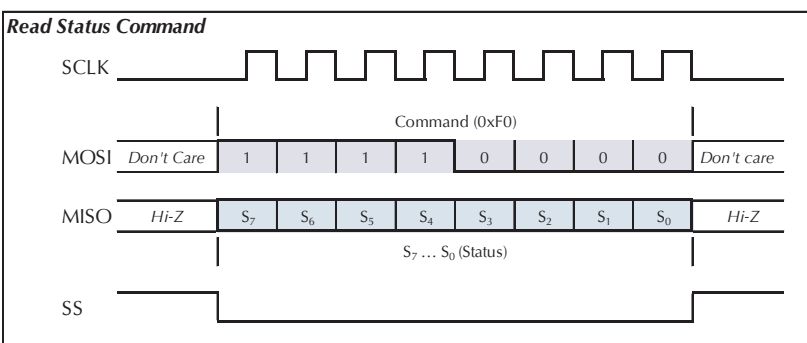 Read Status Command
SCLK
Command (0xF0)
MOSI Don't Care 1 1 1 1 0 0 0 0 Don't care
MISO Hi-Z S7 S6 S5 S4 S3 S2 S1 S0 Hi-Z
S7 … S0 (Status)
SS